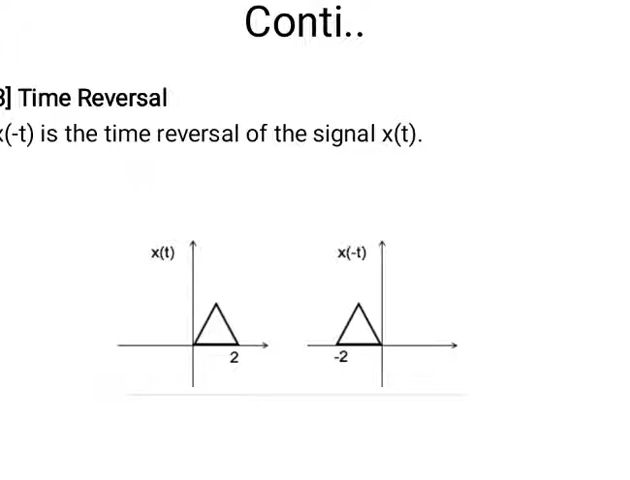 Conti..
3] Time Reversal
x(-t) is the time reversal of the signal x(t).
x(t)
x(-t)
2
-2